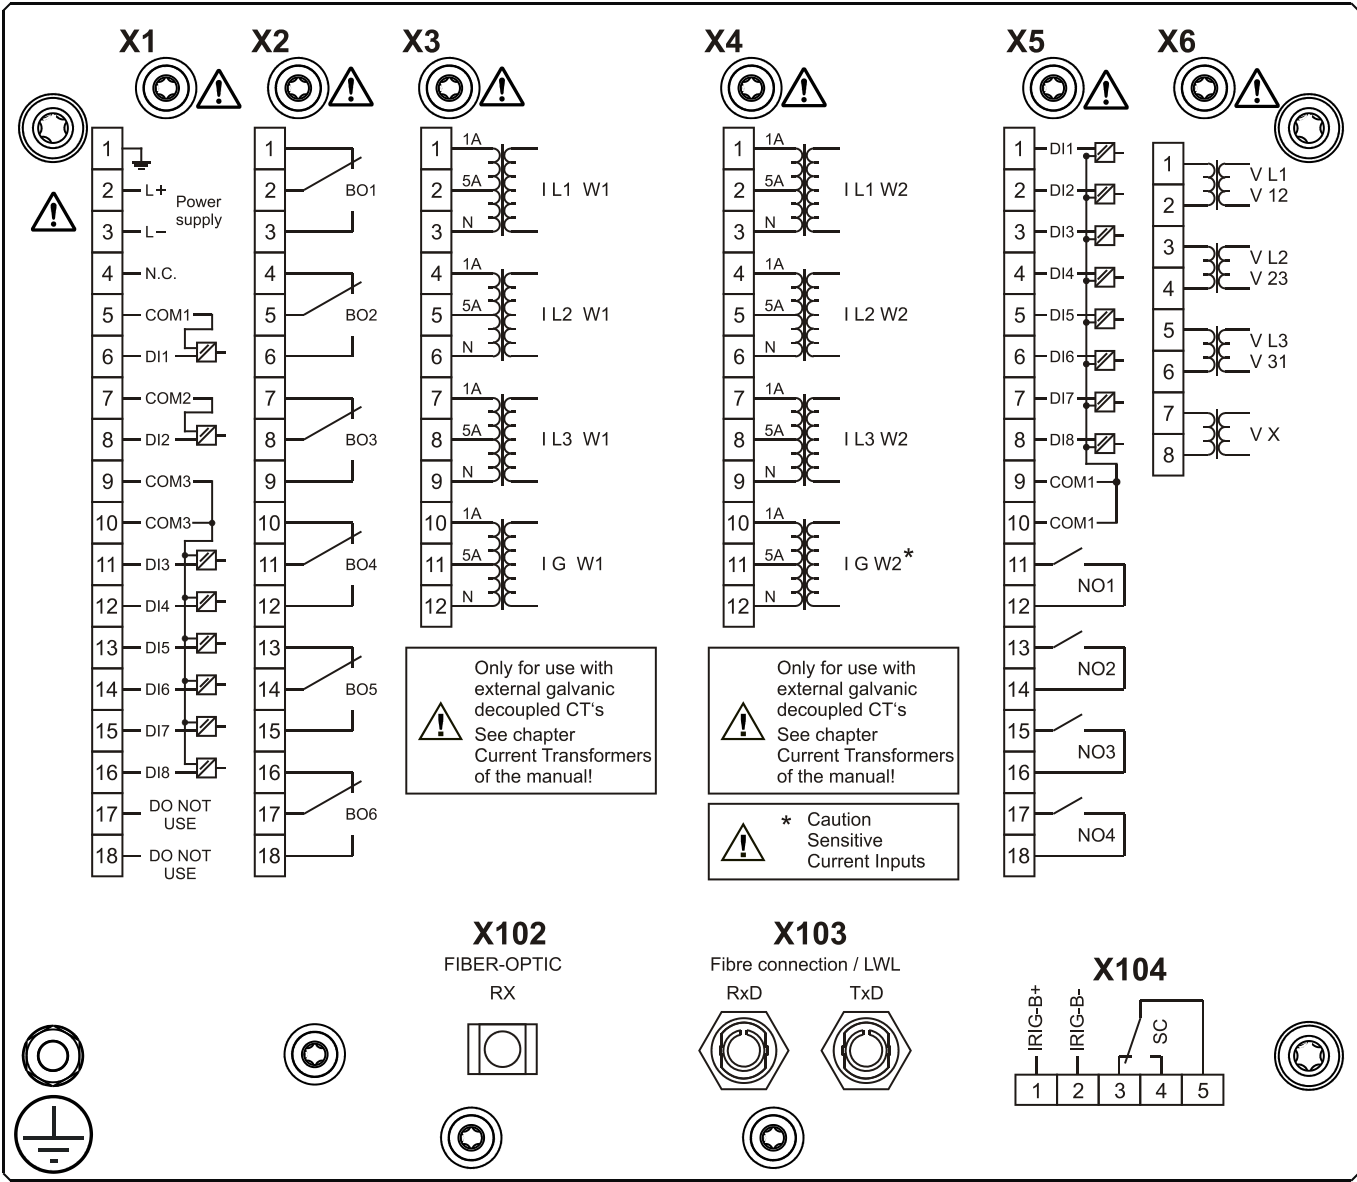 X1
X2
X3
X4
X5
X6
1
2 L+
Power
supply
3 L–
4 N.C.
5 COM1
6 DI1
7 COM2
8 DI2
9 COM3
10 COM3
11 DI3
12 DI4
13 DI5
14 DI6
15 DI7
16 DI8
17 DO NOT
USE
18 DO NOT
USE
1
2 BO1
3
4
5 BO2
6
7
8 BO3
9
10
11 BO4
12
13
14 BO5
15
16
17 BO6
18
1 1A
2 5A I L1 W1
3 N
4 1A
5 5A I L2 W1
6 N
7 1A
8 5A I L3 W1
9 N
10 1A
11 5A I G W1
12 N
Only for use with
external galvanic
decoupled CT‘s
See chapter
Current Transformers
of the manual!
1 1A
2 5A I L1 W2
3 N
4 1A
5 5A I L2 W2
6 N
7 1A
8 5A I L3 W2
9 N
10 1A
11 5A I G W2*
12 N
Only for use with
external galvanic
decoupled CT‘s
See chapter
Current Transformers
of the manual!
* Caution
Sensitive
Current Inputs
1 DI1
2 DI2
3 DI3
4 DI4
5 DI5
6 DI6
7 DI7
8 DI8
9 COM1
10 COM1
11
NO1
12
13
NO2
14
15
NO3
16
17
NO4
18
1 V L1
2 V 12
3 V L2
4 V 23
5 V L3
6 V 31
7
V X
8
X102
FIBER-OPTIC
RX
X103
Fibre connection / LWL
RxD TxD
X104
IRIG-B+
IRIG-B-
SC
1 2 3 4 5